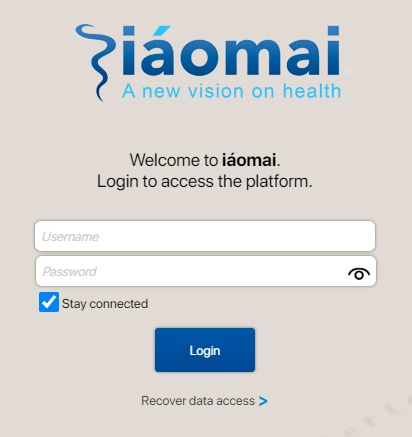 iáomai
A new vision on health
Welcome to iáomai.
Login to access the platform.
Username
Password
Stay connected
Login
Recover data access >